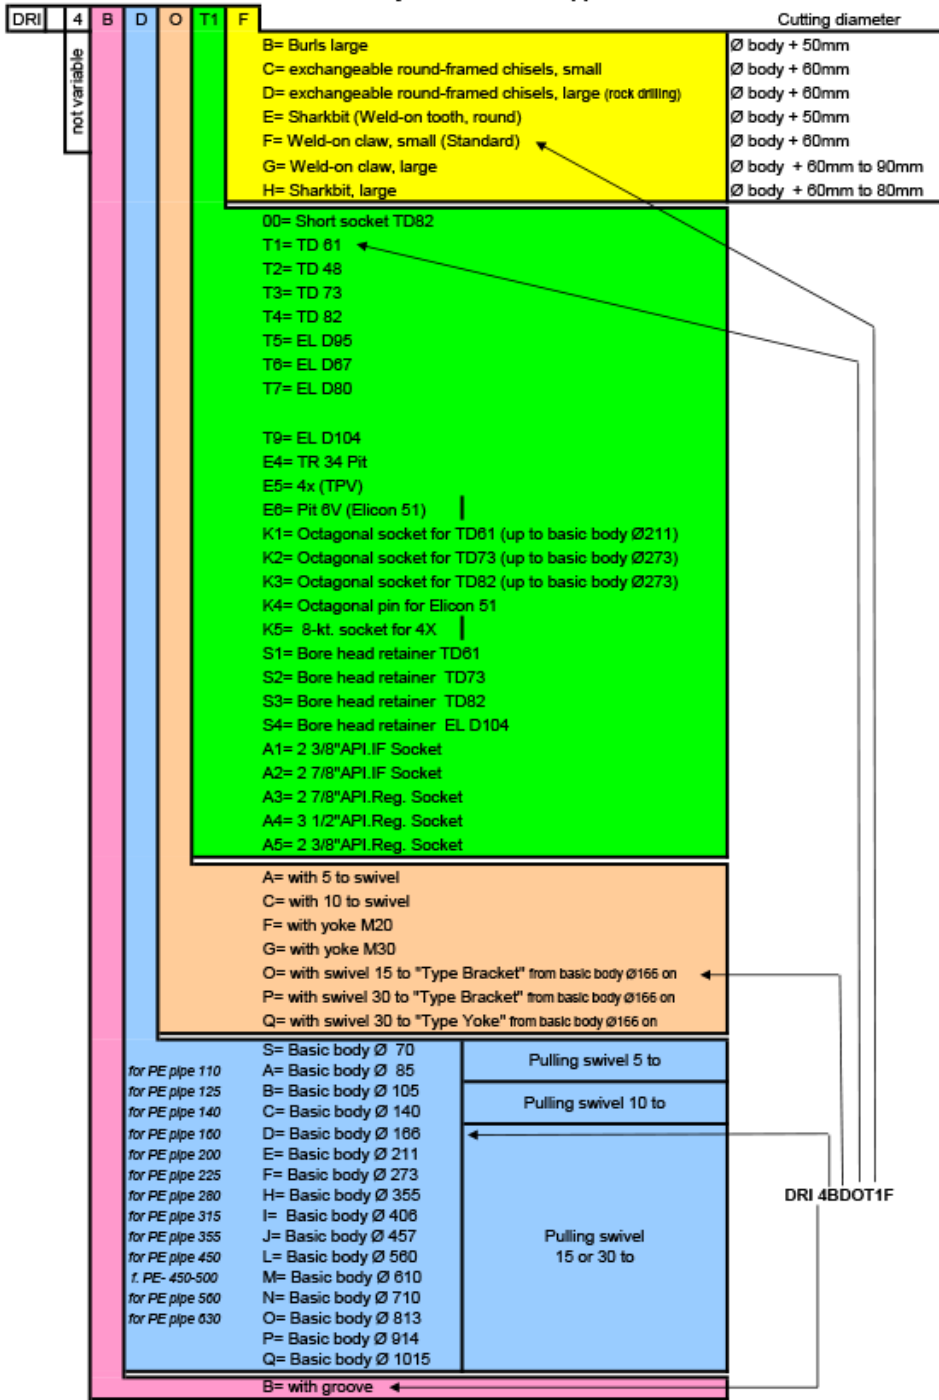 DRI 4 B D O T1 F Cutting diameter
not variable
B= Burls large Ø body + 50mm
C= exchangeable round-framed chisels, small Ø body + 60mm
D= exchangeable round-framed chisels, large (rock drilling) Ø body + 60mm
E= Sharkbit (Weld-on tooth, round) Ø body + 50mm
F= Weld-on claw, small (Standard) Ø body + 60mm
G= Weld-on claw, large Ø body + 60mm to 90mm
H= Sharkbit, large Ø body + 60mm to 80mm
00= Short socket TD82
T1= TD 61
T2= TD 48
T3= TD 73
T4= TD 82
T5= EL D95
T6= EL D67
T7= EL D80
T9= EL D104
E4= TR 34 Pit
E5= 4x (TPV)
E6= Pit 6V (Elicon 51)
K1= Octagonal socket for TD61 (up to basic body Ø211)
K2= Octagonal socket for TD73 (up to basic body Ø273)
K3= Octagonal socket for TD82 (up to basic body Ø273)
K4= Octagonal pin for Elicon 51
K5= 8-kt. socket for 4X
S1= Bore head retainer TD61
S2= Bore head retainer TD73
S3= Bore head retainer TD82
S4= Bore head retainer EL D104
A1= 2 3/8"API.IF Socket
A2= 2 7/8"API.IF Socket
A3= 2 7/8"API.Reg. Socket
A4= 3 1/2"API.Reg. Socket
A5= 2 3/8"API.Reg. Socket
A= with 5 to swivel
C= with 10 to swivel
F= with yoke M20
G= with yoke M30
O= with swivel 15 to "Type Bracket" from basic body Ø166 on
P= with swivel 30 to "Type Bracket" from basic body Ø166 on
Q= with swivel 30 to "Type Yoke" from basic body Ø166 on
S= Basic body Ø 70
for PE pipe 110 A= Basic body Ø 85
Pulling swivel 5 to
for PE pipe 125 B= Basic body Ø 105
for PE pipe 140 C= Basic body Ø 140
Pulling swivel 10 to
for PE pipe 160 D= Basic body Ø 166
for PE pipe 200 E= Basic body Ø 211
for PE pipe 225 F= Basic body Ø 273
for PE pipe 280 H= Basic body Ø 355
for PE pipe 315 I= Basic body Ø 406
for PE pipe 355 J= Basic body Ø 457
for PE pipe 450 L= Basic body Ø 560
f. PE- 450-500 M= Basic body Ø 610
for PE pipe 560 N= Basic body Ø 710
for PE pipe 630 O= Basic body Ø 813
P= Basic body Ø 914
Q= Basic body Ø 1015
Pulling swivel
15 or 30 to
DRI 4BDOT1F
B= with groove